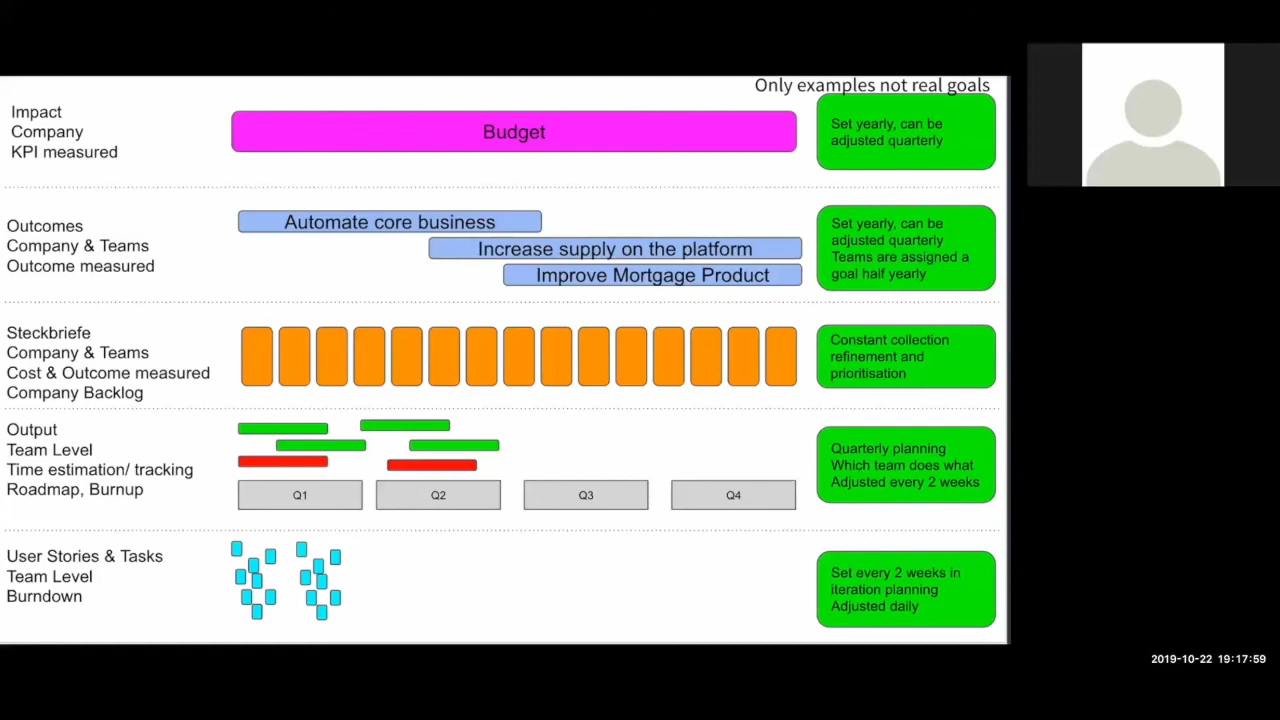 Only examples not real goals
Impact
Company
KPI measured
Budget
Set yearly, can be
adjusted quarterly
Outcomes
Company & Teams
Outcome measured
Automate core business
Increase supply on the platform
Improve Mortgage Product
Set yearly, can be
adjusted quarterly
Teams are assigned a
goal half yearly
Steckbriefe
Company & Teams
Cost & Outcome measured
Company Backlog
Constant collection
refinement and
prioritisation
Output
Team Level
Time estimation/ tracking
Roadmap, Burnup
Q1
Q2
Q3
Q4
Quarterly planning
Which team does what
Adjusted every 2 weeks
User Stories & Tasks
Team Level
Burndown
Set every 2 weeks in
iteration planning
Adjusted daily
2019-10-22 19:17:59